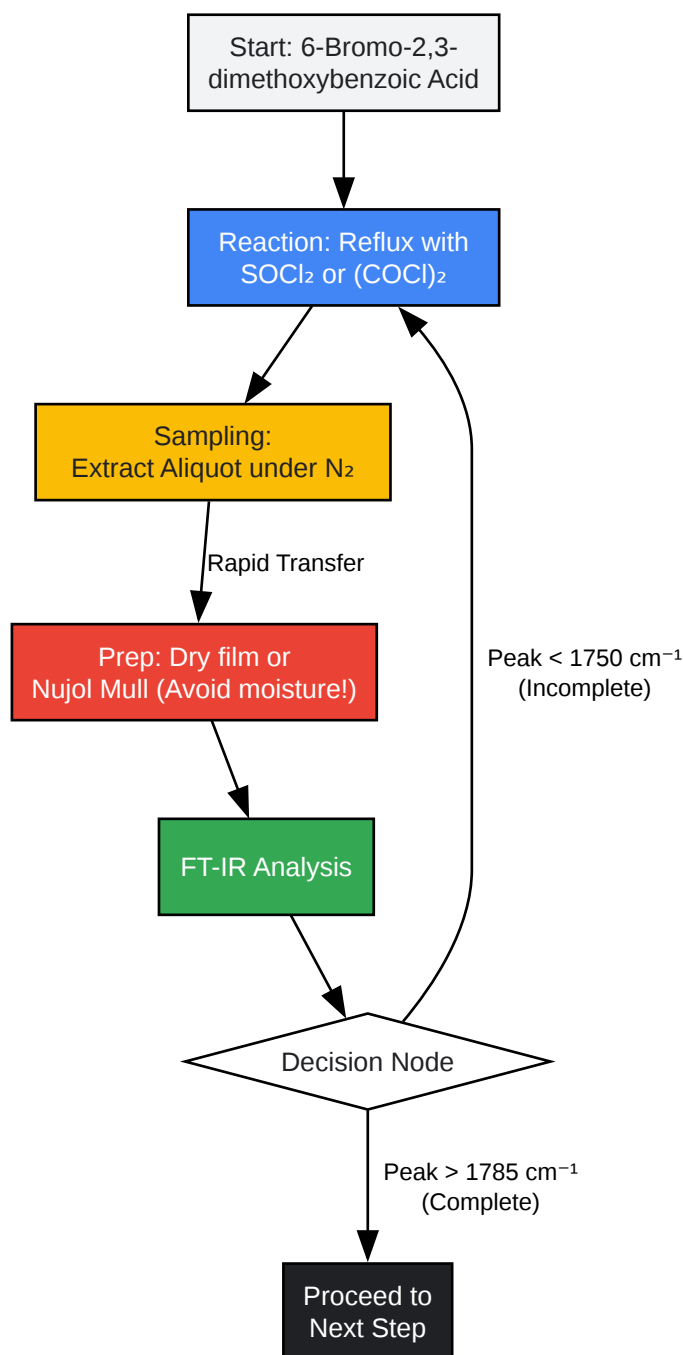 Start: 6-Bromo-2,3-
dimethoxybenzoic Acid
Reaction: Reflux with
SOCl₂ or (COCl)₂
Sampling:
Extract Aliquot under N₂
Rapid Transfer
Prep: Dry film or
Nujol Mull (Avoid moisture!)
Peak < 1750 cm⁻¹
(Incomplete)
FT-IR Analysis
Decision Node
Peak > 1785 cm⁻¹
(Complete)
Proceed to
Next Step